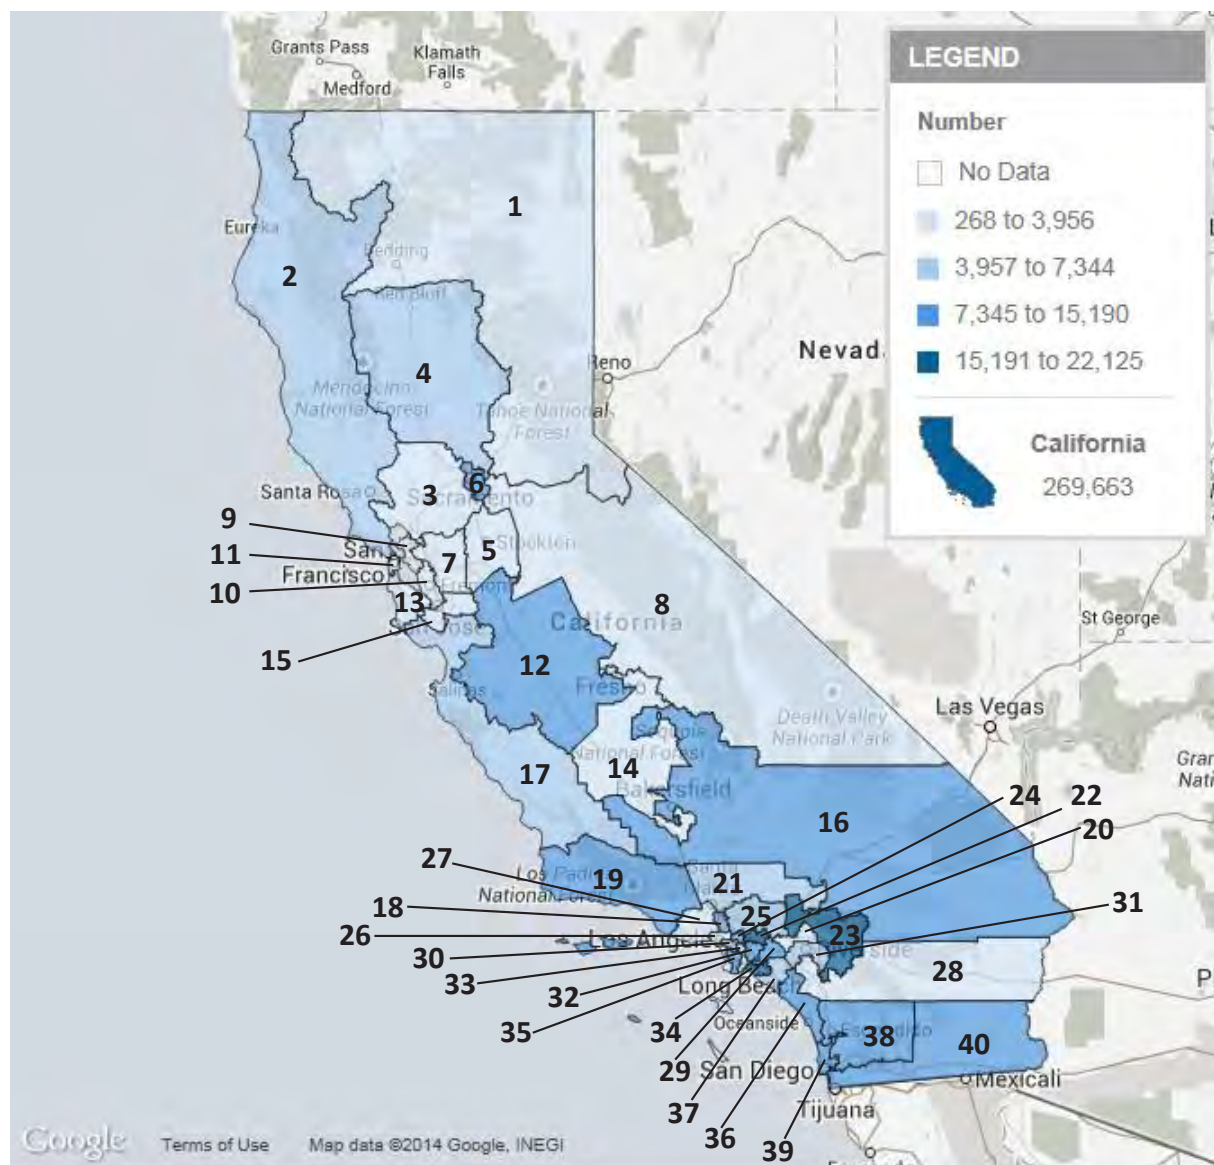 Grants Pass
Klamath
Falls
Medford
LEGEND
Number
No Data
268 to 3,956
3,957 to 7,344
7,345 to 15,190
15,191 to 22,125
California
269,663
1
Eureka
Redding
2
Red Bluff
Nevad
Reno
4
Mendocino
National Forest
Tahoe National
Forest
Santa Rosa
3
6
Sacramento
9
San
5
Stockton
11
Francisco
7
Fremont
10
13
San Jose
8
California
St George
15
12
Fresno
Salinas
Las Vegas
Death Valley
National Park
Sequoia
National Forest
Gran
Nati
17
14
Bakersfield
16
24
22
20
27
Los Padres
National Forest
19
Santa
21
18
25
31
26
Los Angeles
23
Riverside
30
33
28
32
Long Beach
P
35
34
Oceanside
Escondido
38
40
29
San Diego
Mexicali
37
Tijuana
36
39
Google
Terms of Use
Map data ©2014 Google, INEGI